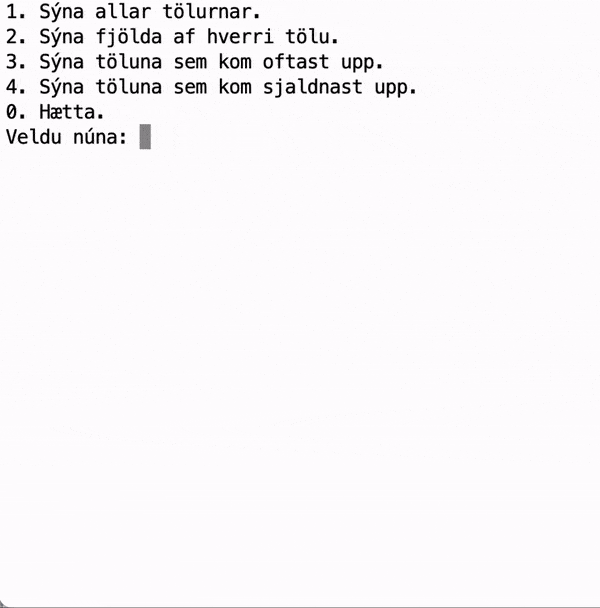 1. Sýna allar tölurnar.
2. Sýna fjölda af hverri tölu.
3. Sýna töluna sem kom oftast upp.
4. Sýna töluna sem kom sjaldnast upp.
0. Hætta.
Veldu núna: